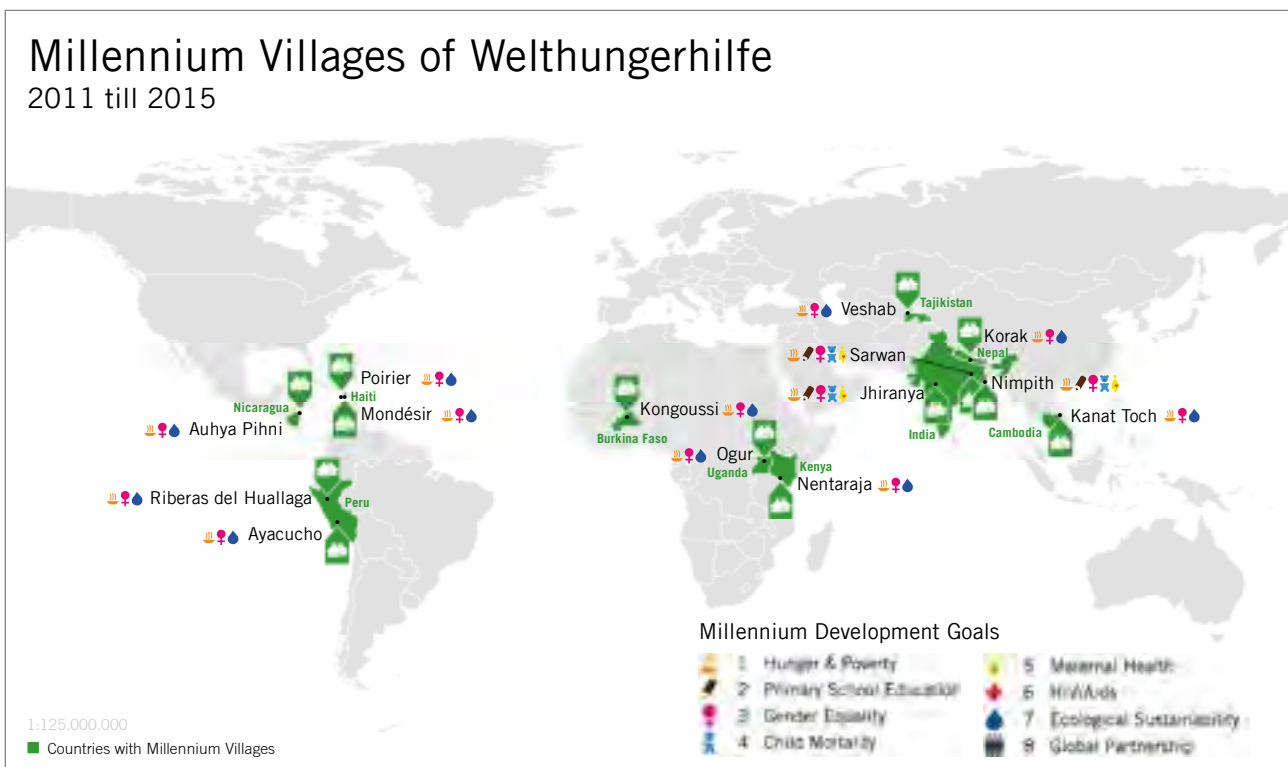 Millennium Villages of Welthungerhilfe
2011 till 2015
Tajikistan
Veshab
Korak
Nepal
Sarwan
Nimpith
Jhiranya
India
Cambodia
Kanat Toch
Poirier
Haiti
Mondésir
Nicaragua
Auhya Pihni
Kongoussi
Burkina Faso
Ogur
Uganda
Kenya
Nentaraja
Riberas del Huallaga
Peru
Ayacucho
Millennium Development Goals
1 Hunger & Poverty
2 Primary School Education
3 Gender Equality
4 Child Mortality
5 Maternal Health
6 HIV/Aids
7 Ecological Sustainability
8 Global Partnership
1:125.000.000
Countries with Millennium Villages